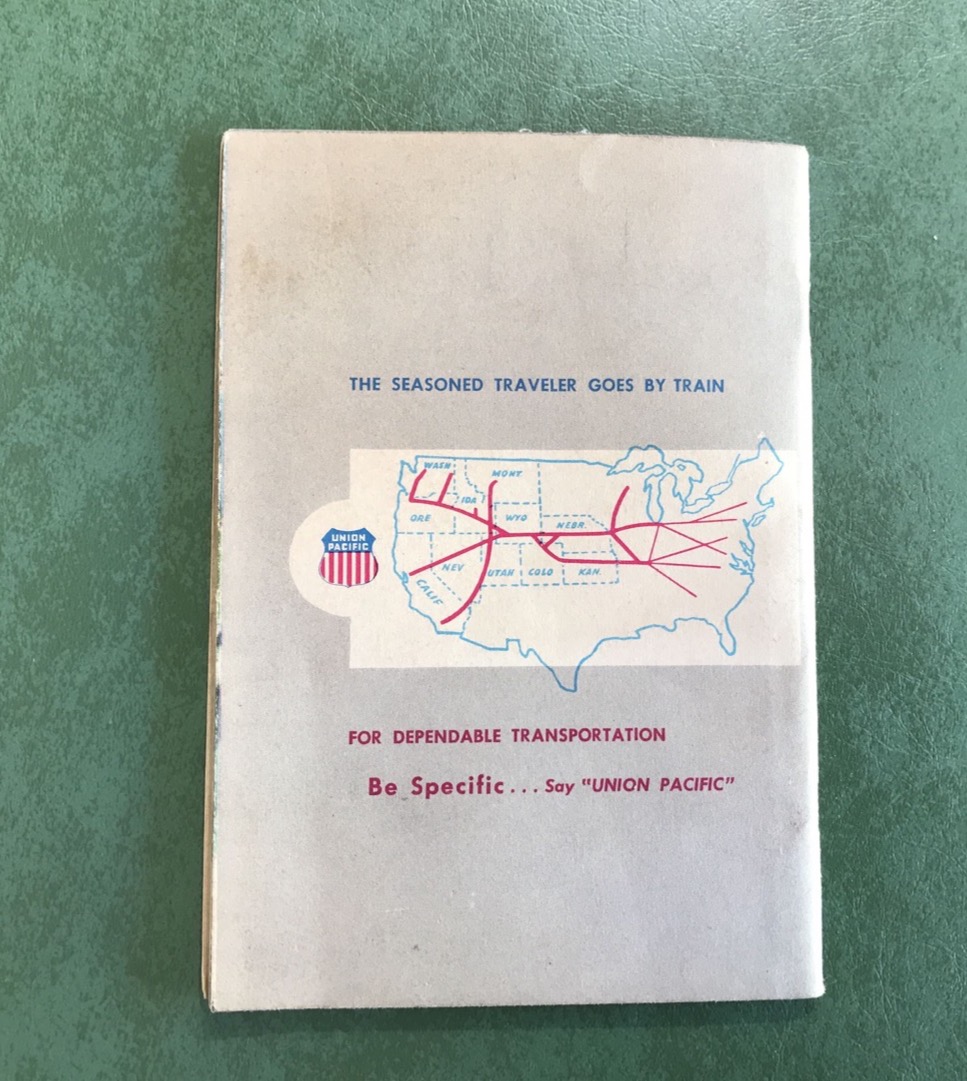 THE SEASONED TRAVELER GOES BY TRAIN
WASH
MONT.
IDA
ORE
WYO
NEBR.
UNION
PACIFIC
NEV
UTAH
COLO
KAN.
CALIF
FOR DEPENDABLE TRANSPORTATION
Be Specific... Say "UNION PACIFIC"